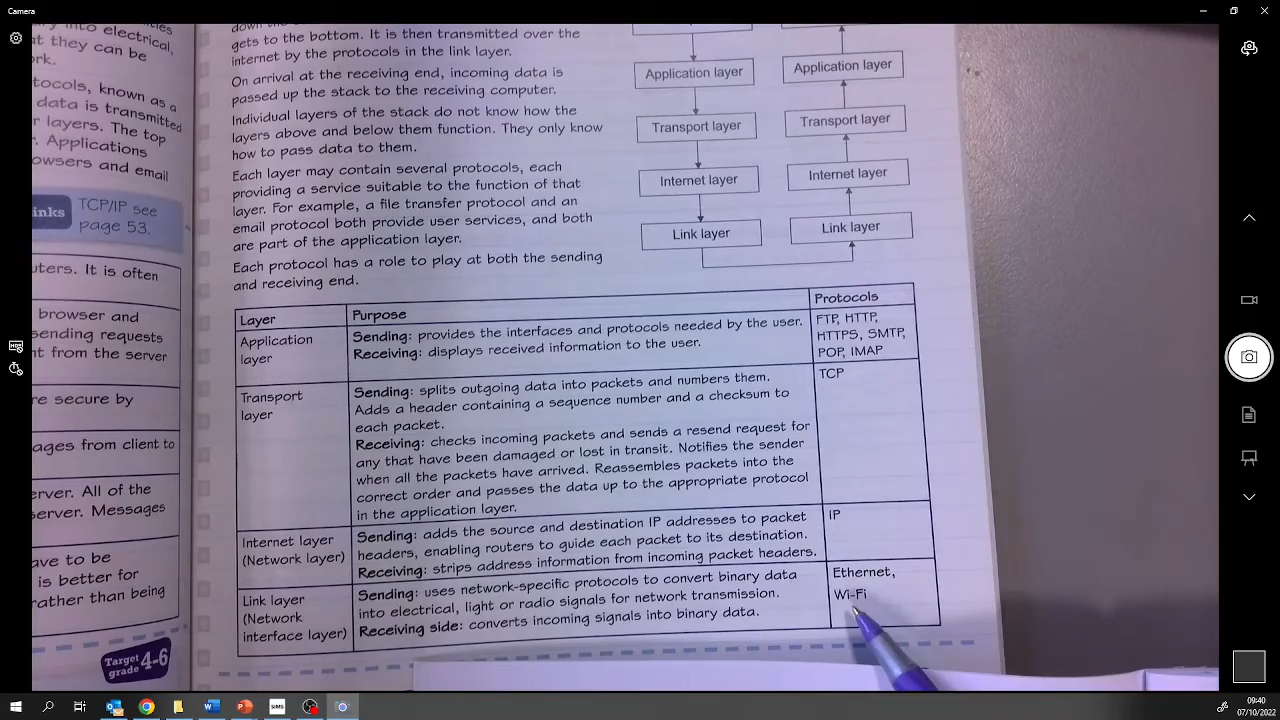 Camera
into electrical,
at they can be
ork.
tocols, known as a
data is transmitted
r layers. The top
. Applications
owsers and email
inks
TCP/IP see
page 53.
uters. It is often
browser and
sending requests
nt from the server
re secure by
ages from client to
erver. All of the
server. Messages
ave to be
is better for
rather than being
Target
grade 4-6
down the
gets to the bottom. It is then transmitted over the
internet by the protocols in the link layer.
On arrival at the receiving end, incoming data is
passed up the stack to the receiving computer.
Individual layers of the stack do not know how the
layers above and below them function. They only know
how to pass data to them.
Each layer may contain several protocols, each
providing a service suitable to the function of that
layer. For example, a file transfer protocol and an
email protocol both provide user services, and both
are part of the application layer.
Each protocol has a role to play at both the sending
and receiving end.
Application layer
Transport layer
Internet layer
Link layer
Application layer
Transport layer
Internet layer
Link layer
Layer
Purpose
Protocols
Application
layer
Sending: provides the interfaces and protocols needed by the user.
Receiving: displays received information to the user.
FTP, HTTP,
HTTPS, SMTP,
POP, IMAP
Transport
layer
Sending: splits outgoing data into packets and numbers them.
Adds a header containing a sequence number and a checksum to
each packet.
Receiving: checks incoming packets and sends a resend request for
any that have been damaged or lost in transit. Notifies the sender
when all the packets have arrived. Reassembles packets into the
correct order and passes the data up to the appropriate protocol
in the application layer.
TCP
Internet layer
(Network layer)
Sending: adds the source and destination IP addresses to packet
headers, enabling routers to guide each packet to its destination.
Receiving: strips address information from incoming packet headers.
IP
Link layer
(Network
interface layer)
Sending: uses network-specific protocols to convert binary data
into electrical, light or radio signals for network transmission.
Receiving side: converts incoming signals into binary data.
Ethernet,
Wi-Fi
SIMS
09:40
07/10/2022